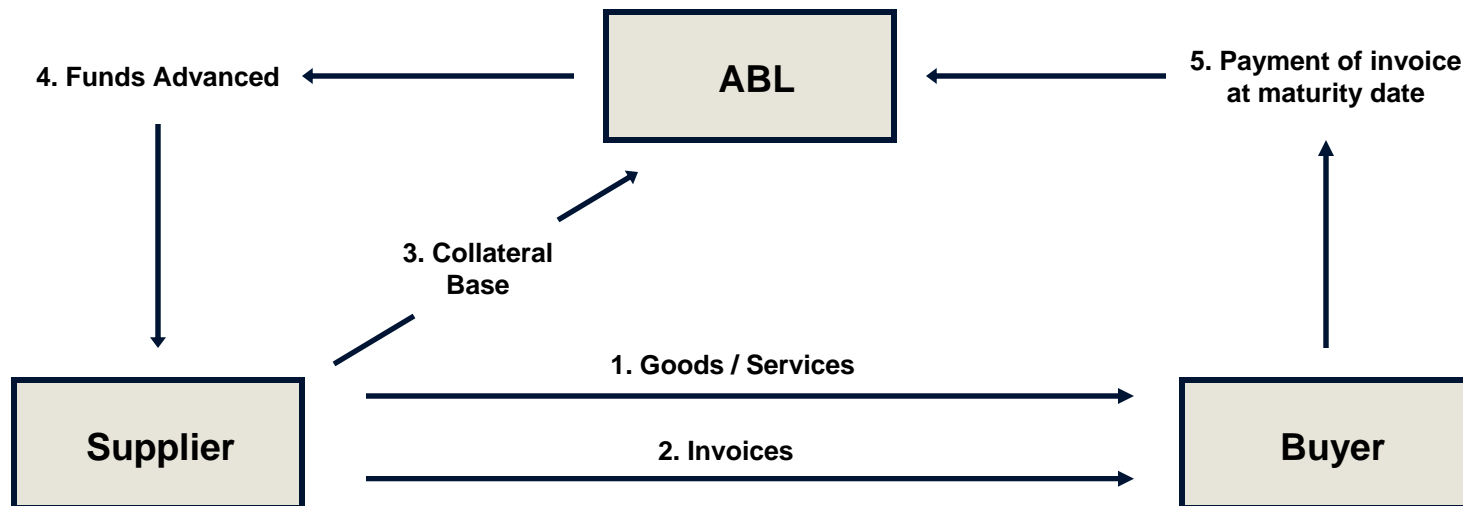 ABL
4. Funds Advanced
5. Payment of invoice
at maturity date
3. Collateral
Base
1. Goods / Services
Supplier
2. Invoices
Buyer